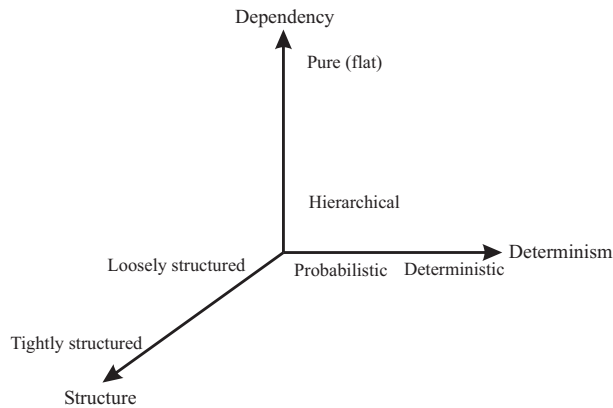 Dependency
Pure (flat)
Hierarchical
Determinism
Loosely structured
Probabilistic
Deterministic
Tightly structured
Structure